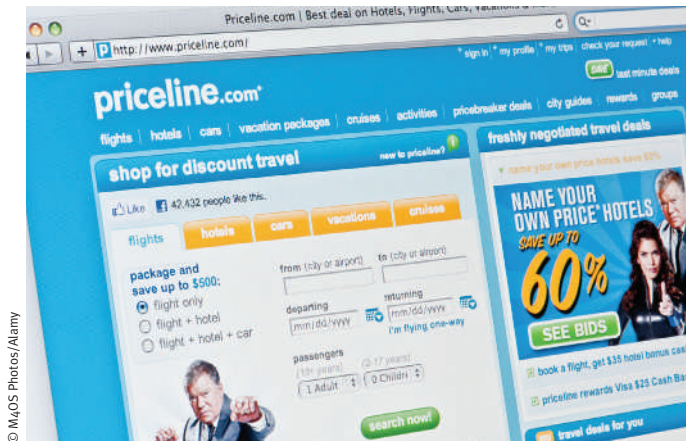 Priceline.com | Best deal on Hotels, Flights, Cars, Vacations & 
http://www.priceline.com/
sign in my profile my trips check your request help
priceline.com
last minute deals
flights hotels cars vacation packages cruises activities pricebreaker deals city guides rewards groups
shop for discount travel
new to priceline?
Like 42,432 people like this.
flights hotels cars vacations cruises
package and
save up to $500:
flight only
flight + hotel
flight + hotel + car
from (city or airport) to (city or airport)
departing returning
mm/dd/yyyy mm/dd/yyyy
i'm flying one-way
passengers
(18+ years) (2-17 years)
1 Adult 0 Childr
search now!
freshly negotiated travel deals
name your own price hotels save 60%
NAME YOUR
OWN PRICE* HOTELS
SAVE UP TO
60%
SEE BIDS
book a flight, get $35 hotel bonus cas
priceline rewards Visa $25 Cash Ba
travel deals for you
© M4OS Photos/Alamy